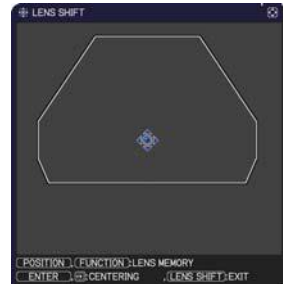 LENS SHIFT
POSITION , FUNCTION :LENS MEMORY
ENTER , :CENTERING , LENS SHIFT :EXIT